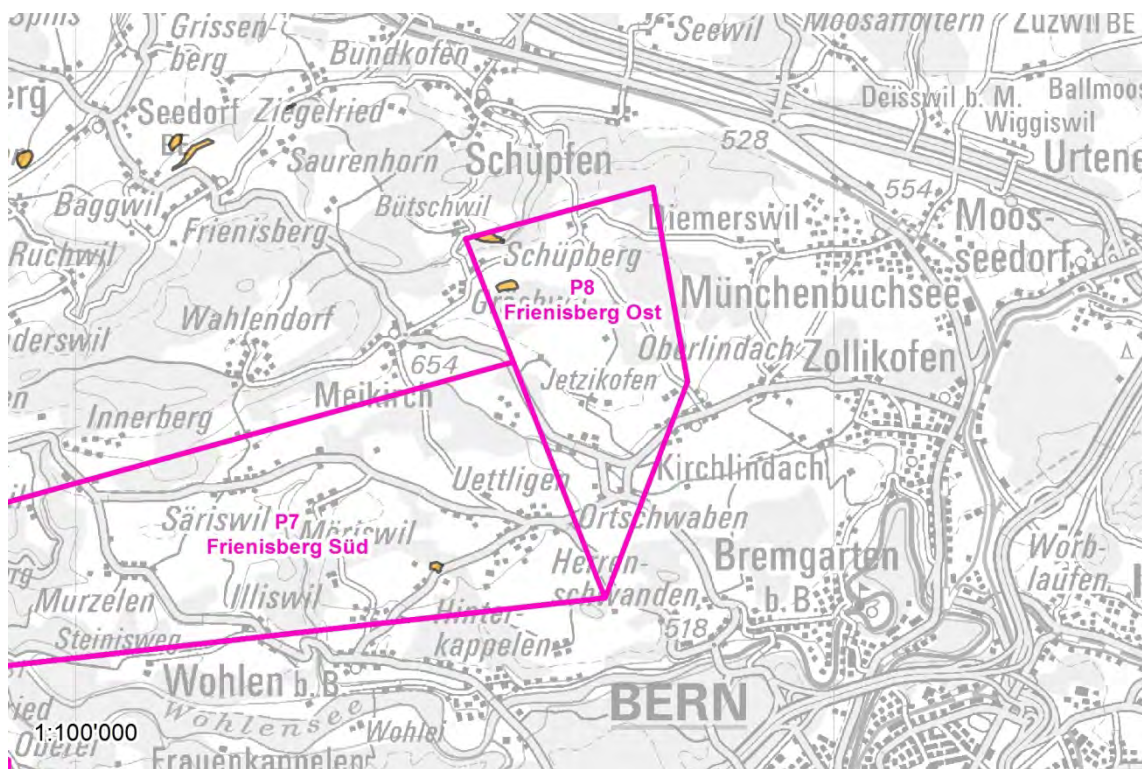 Spins
Grissen-
berg
Bundkofen
Seewil
Moosaffoltern
Zuzwil BE
Seedorf
BE
Ziegelried
Deisswil b. M.
Ballmoos
Wiggiswil
528
Saurenhorn
Schüpfen
Urtene
554
Baggwil
Bütschwil
Frienisberg
Diemerswil
Moos-
seedorf
Ruchwil
Schüpberg
P8
Frienisberg Ost
Münchenbuchsee
Wahlendorf
Oberlindach
Zollikofen
654
Jetzikofen
Meikirch
Innerberg
Uettligen
Kirchlindach
Säriswil
P7
Frienisberg Süd
Möriswil
Ortschwaben
Herren-
schwanden
Bremgarten
b. B.
Worb-
laufen
Murzelen
Illiswil
Hinter-
kappelen
518
Steinisweg
Wohlen b. B.
BERN
Wohlensee
Wohlei
1:100'000
Frauenkappelen